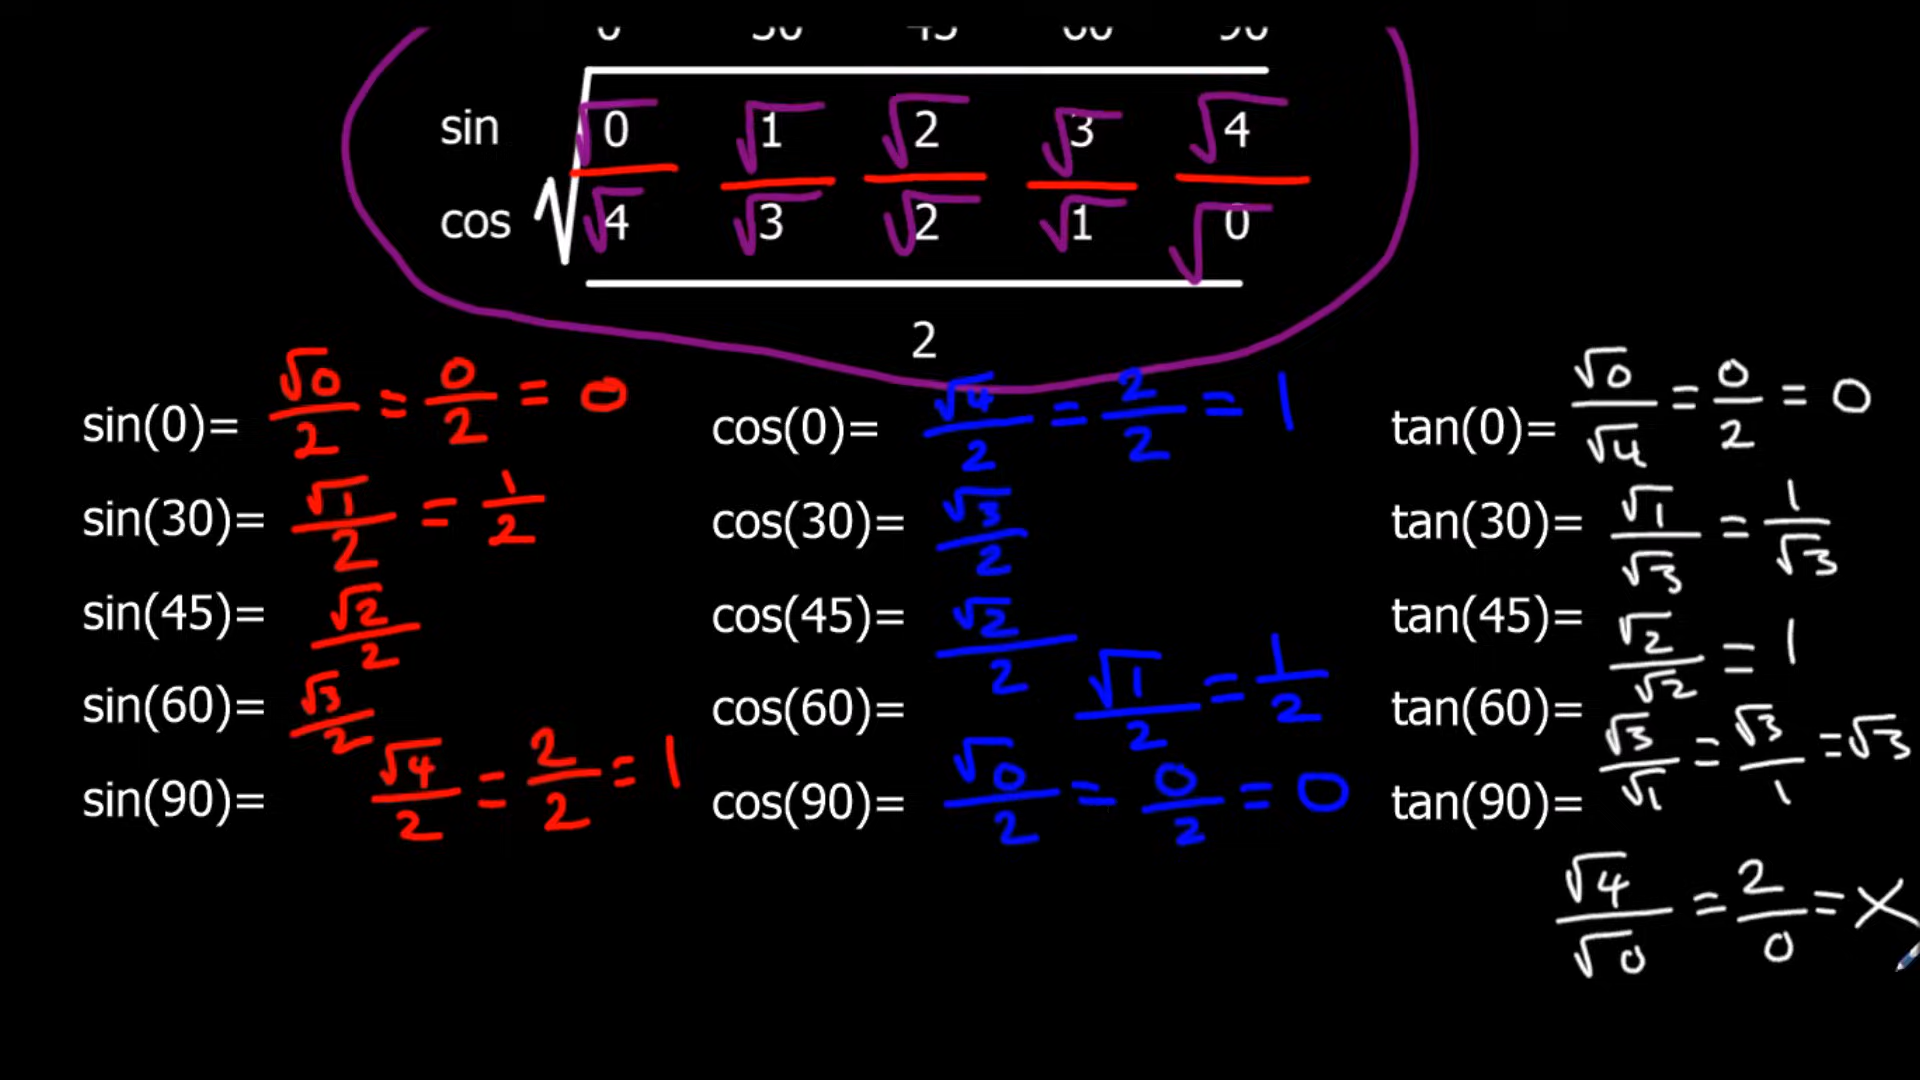 0 30 45 60 90
sin √0 √1 √2 √3 √4
cos √4 √3 √2 √1 √0
2
sin(0)= √0/2 = 0/2 = 0
cos(0)= √4/2 = 2/2 = 1
tan(0)= √0/√4 = 0/2 = 0
sin(30)= √1/2 = 1/2
cos(30)= √3/2
tan(30)= √1/√3 = 1/√3
sin(45)= √2/2
cos(45)= √2/2
tan(45)= √2/√2 = 1
sin(60)= √3/2
cos(60)= √1/2 = 1/2
tan(60)= √3/√1 = √3/1 = √3
sin(90)= √4/2 = 2/2 = 1
cos(90)= √0/2 = 0/2 = 0
tan(90)=
√4/√0 = 2/0 = X